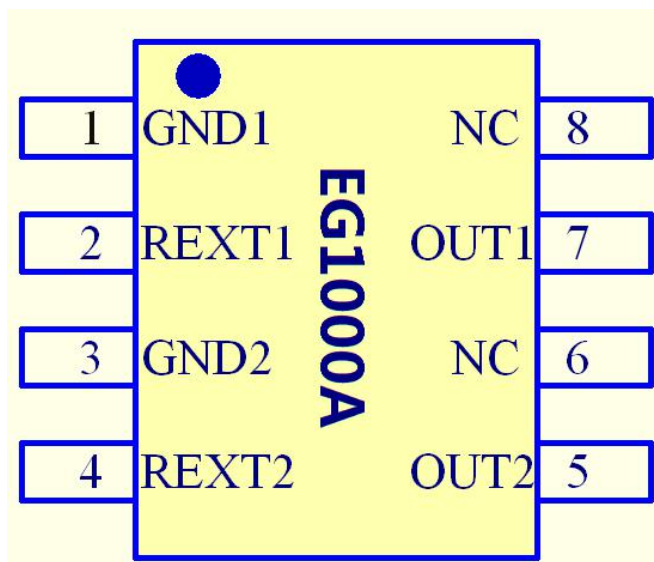 1 GND1 NC 8
2 REXT1 OUT1 7
EG1000A
3 GND2 NC 6
4 REXT2 OUT2 5